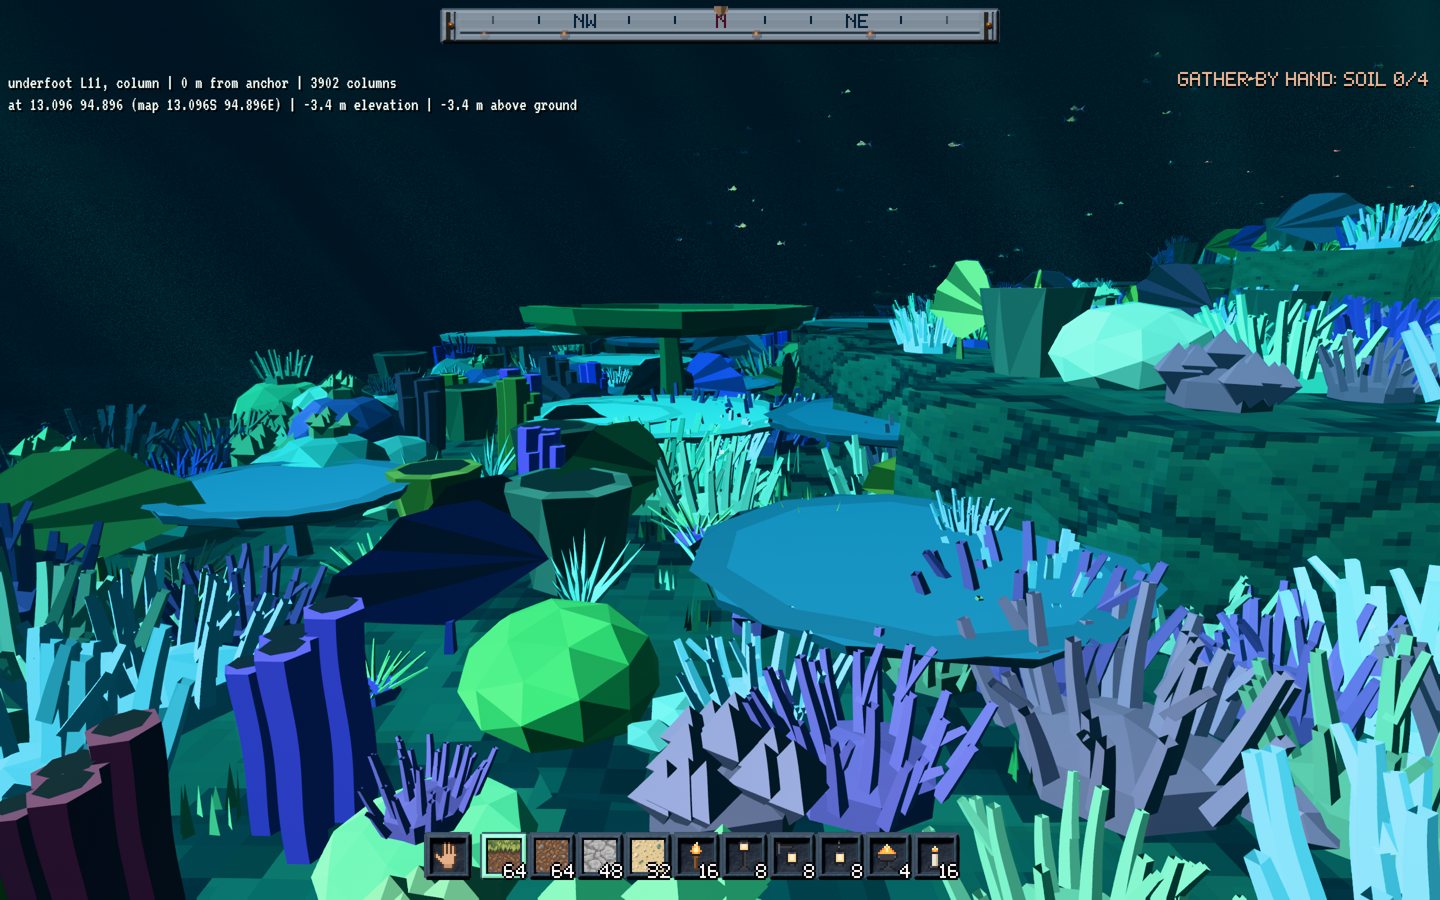 NW N NE
underfoot L11, column | 0 m from anchor | 3902 columns
at 13.096 94.896 (map 13.096S 94.896E) | -3.4 m elevation | -3.4 m above ground
GATHER BY HAND: SOIL 0/4
64 64 48 32 16 8 8 8 4 16